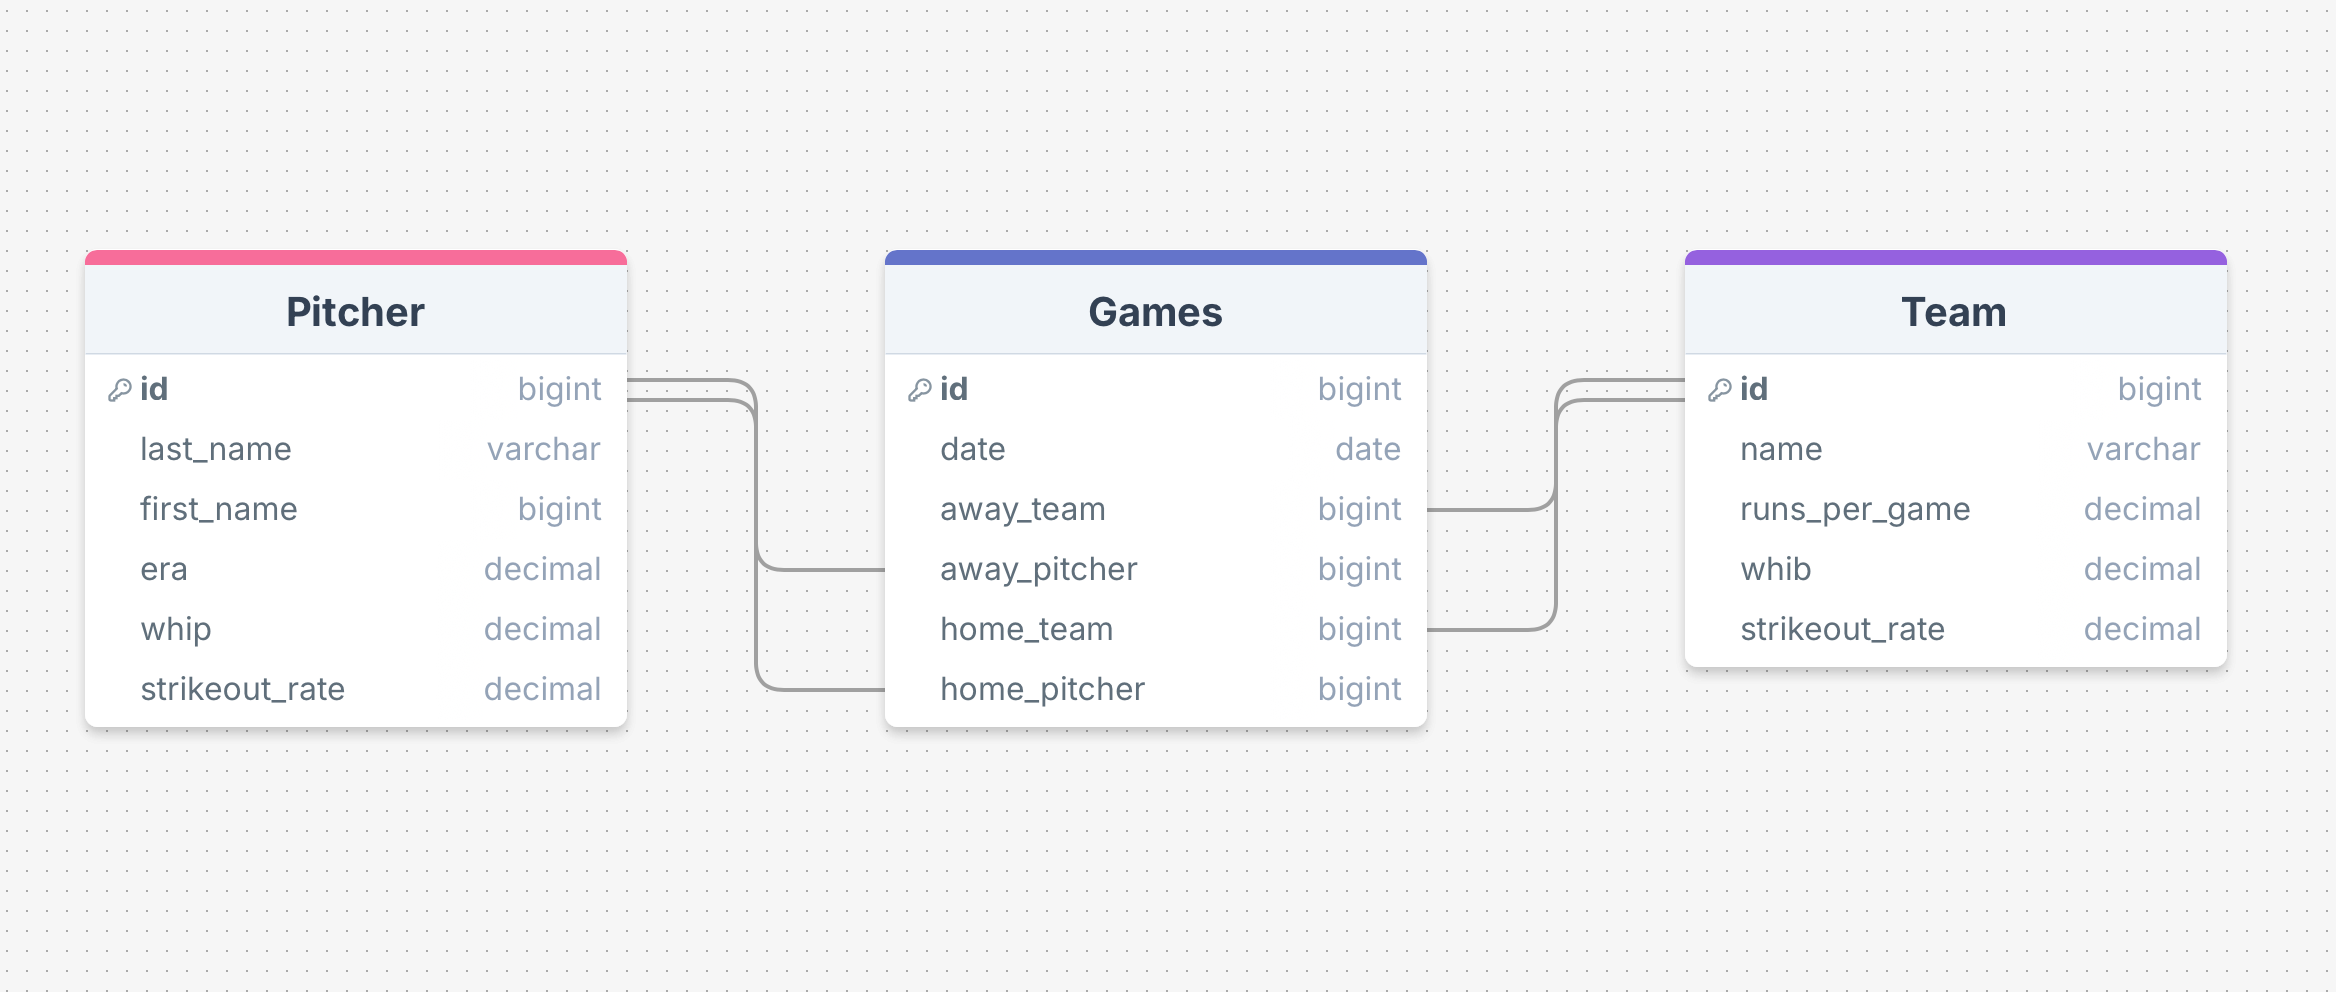 Pitcher
id bigint
last_name varchar
first_name bigint
era decimal
whip decimal
strikeout_rate decimal
Games
id bigint
date date
away_team bigint
away_pitcher bigint
home_team bigint
home_pitcher bigint
Team
id bigint
name varchar
runs_per_game decimal
whib decimal
strikeout_rate decimal